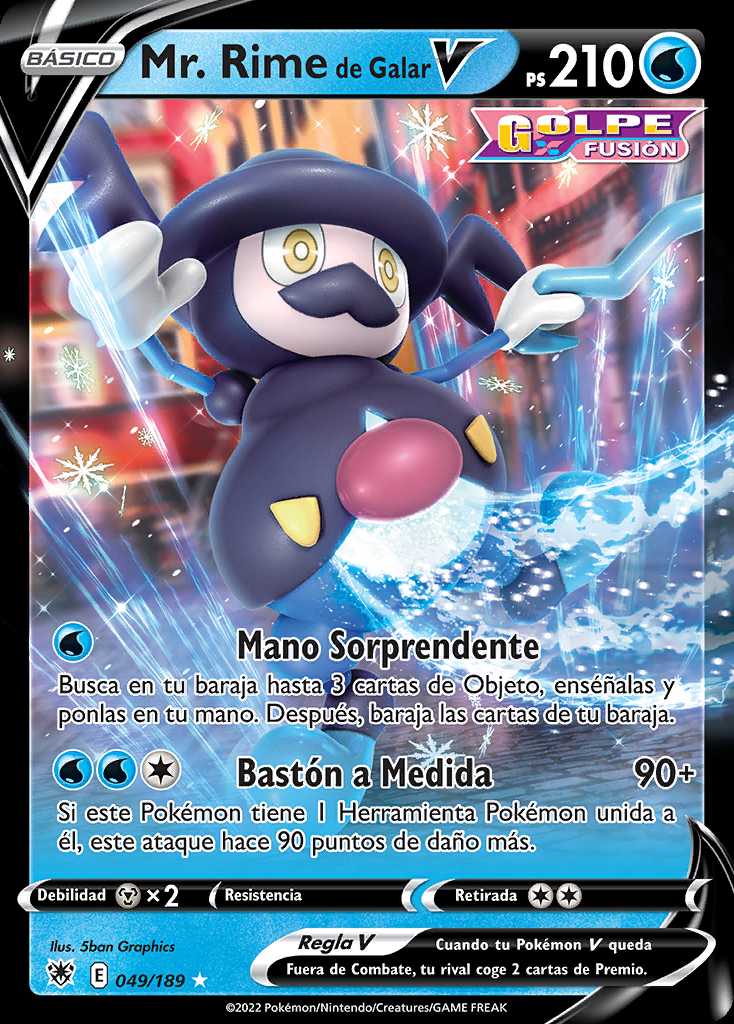 BÁSICO
Mr. Rime de Galar V
PS 210
GOLPE
FUSIÓN
Mano Sorprendente
Busca en tu baraja hasta 3 cartas de Objeto, enséñalas y
ponlas en tu mano. Después, baraja las cartas de tu baraja.
Bastón a Medida 90+
Si este Pokémon tiene 1 Herramienta Pokémon unida a
él, este ataque hace 90 puntos de daño más.
Debilidad ×2 Resistencia Retirada
Ilus. 5ban Graphics
Regla V Cuando tu Pokémon V queda
Fuera de Combate, tu rival coge 2 cartas de Premio.
E 049/189 ★
©2022 Pokémon/Nintendo/Creatures/GAME FREAK